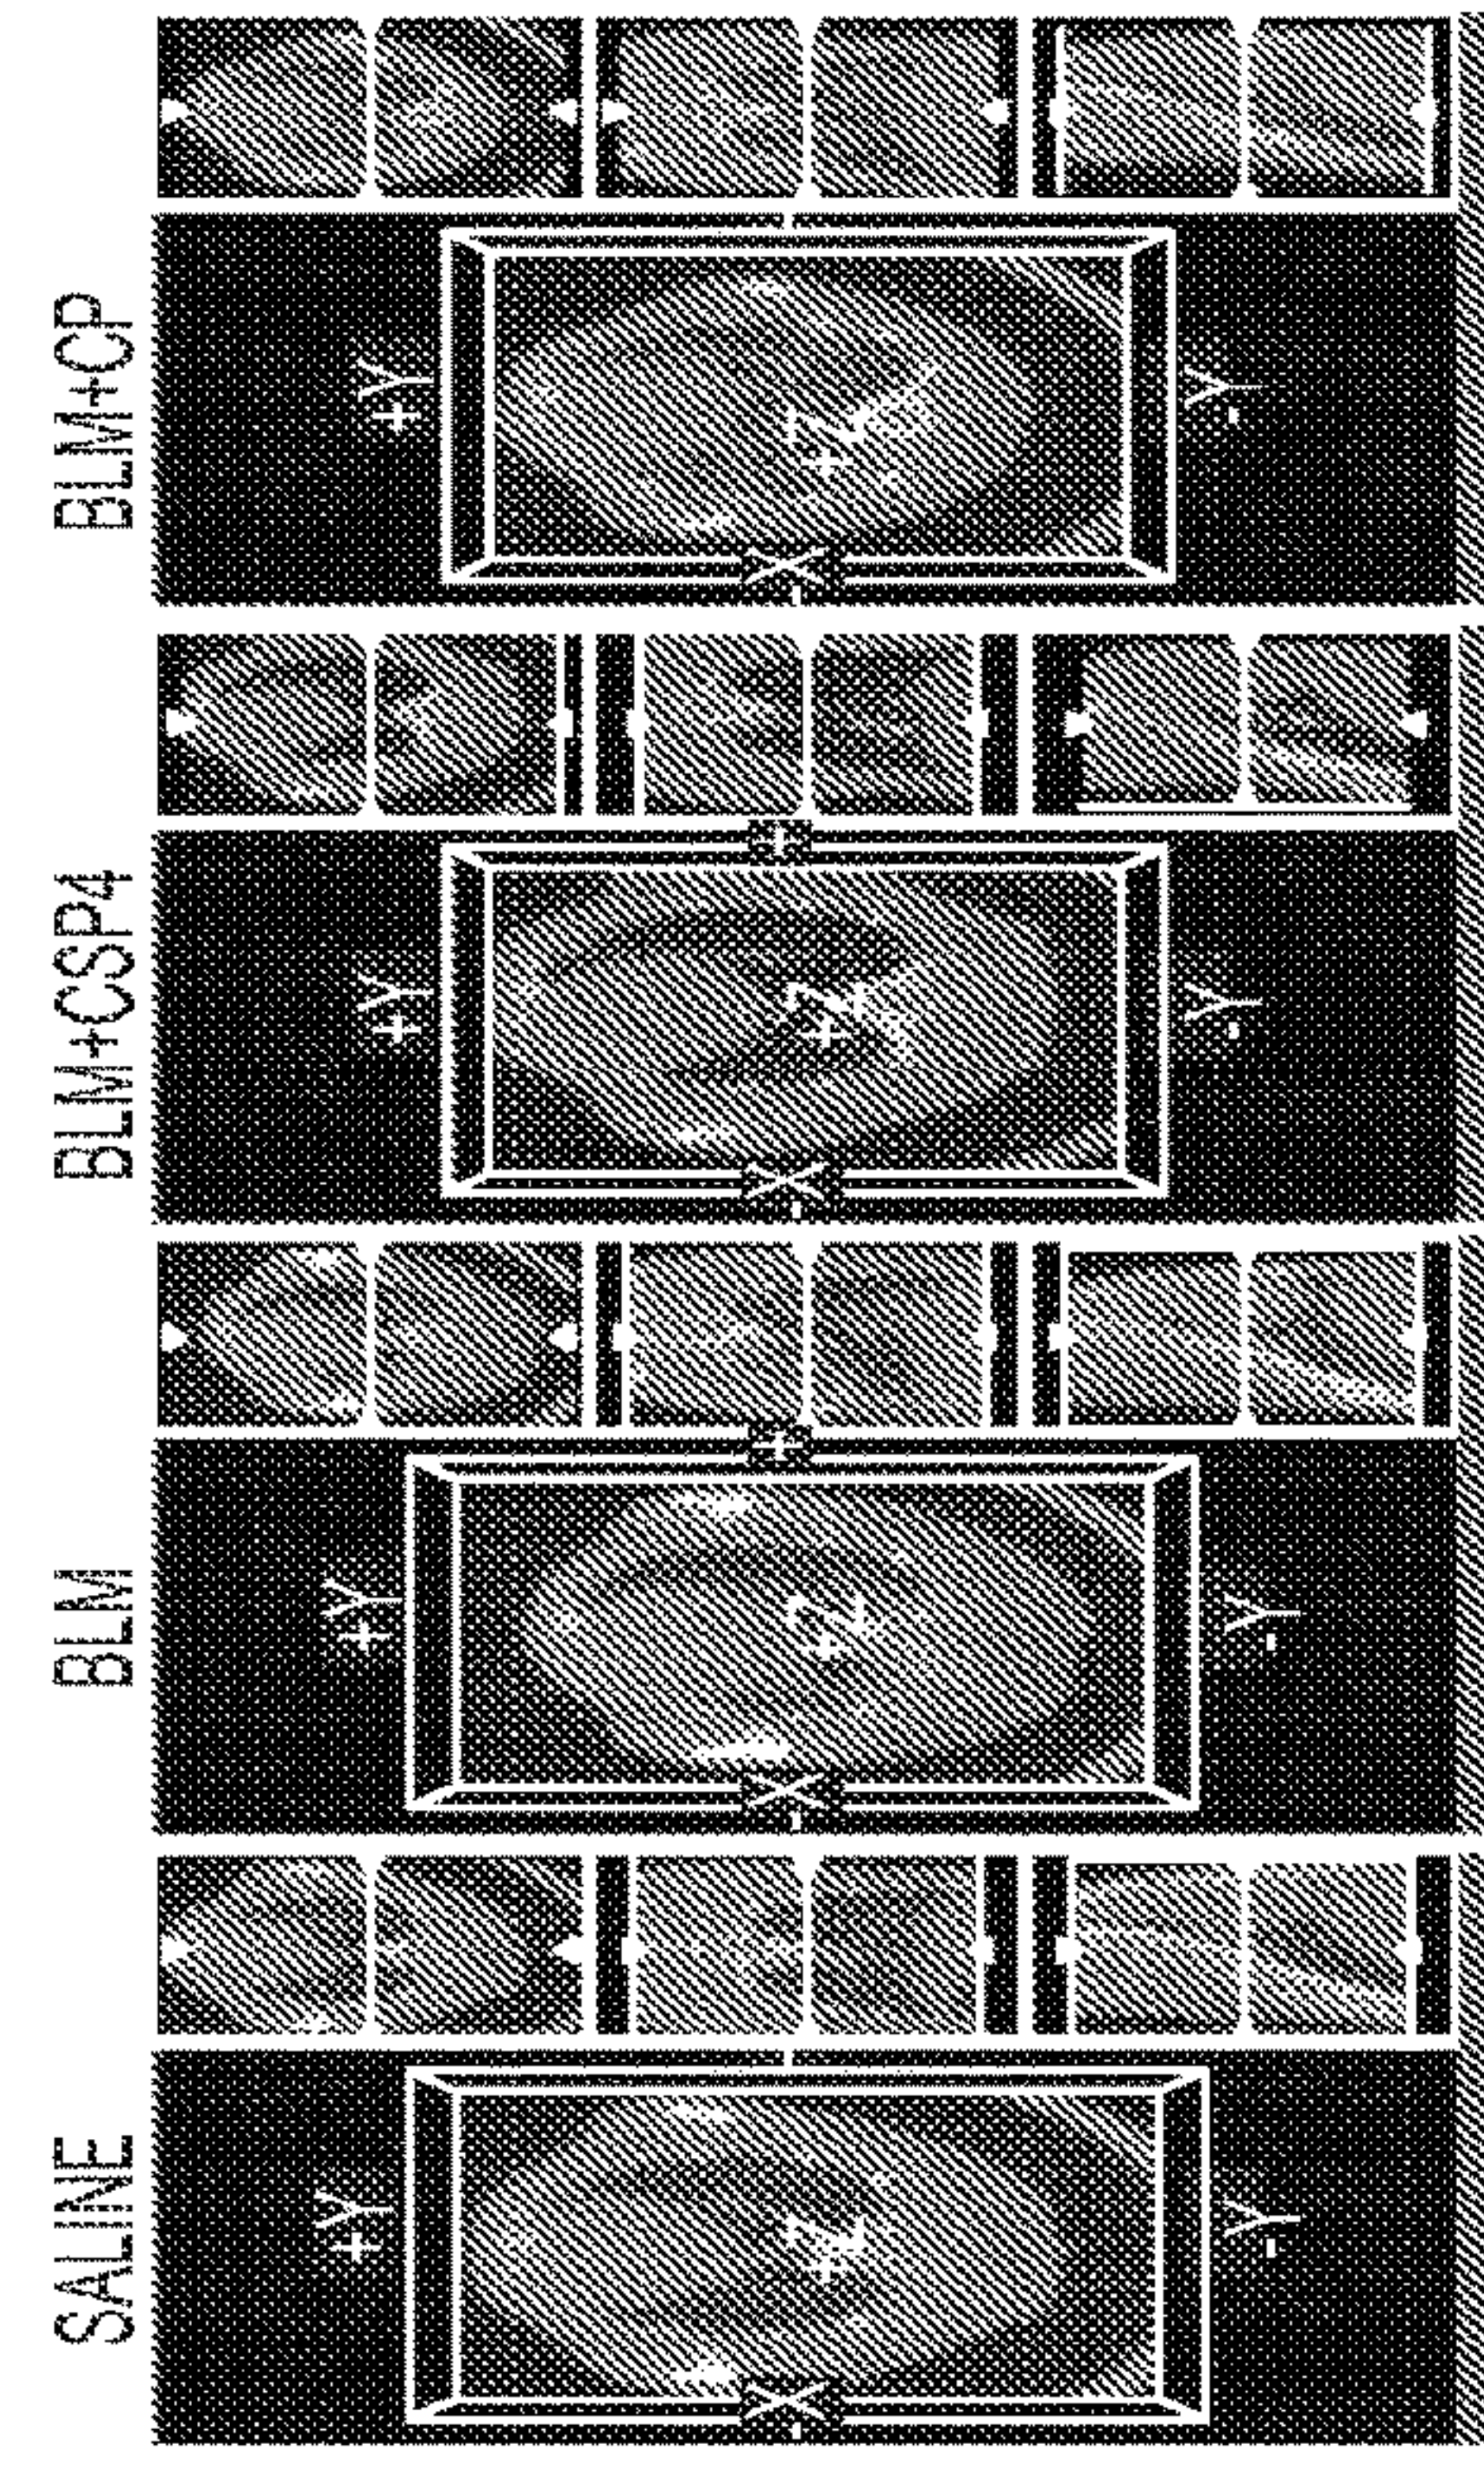 SALINE
BLM
BLM+CSP4
BLM+CP
+Y
+Z
-X
-Y
+Y
+Z
-X
+
-Y
+Y
+Z
-X
+
-Y
+Y
+Z
-X
-Y